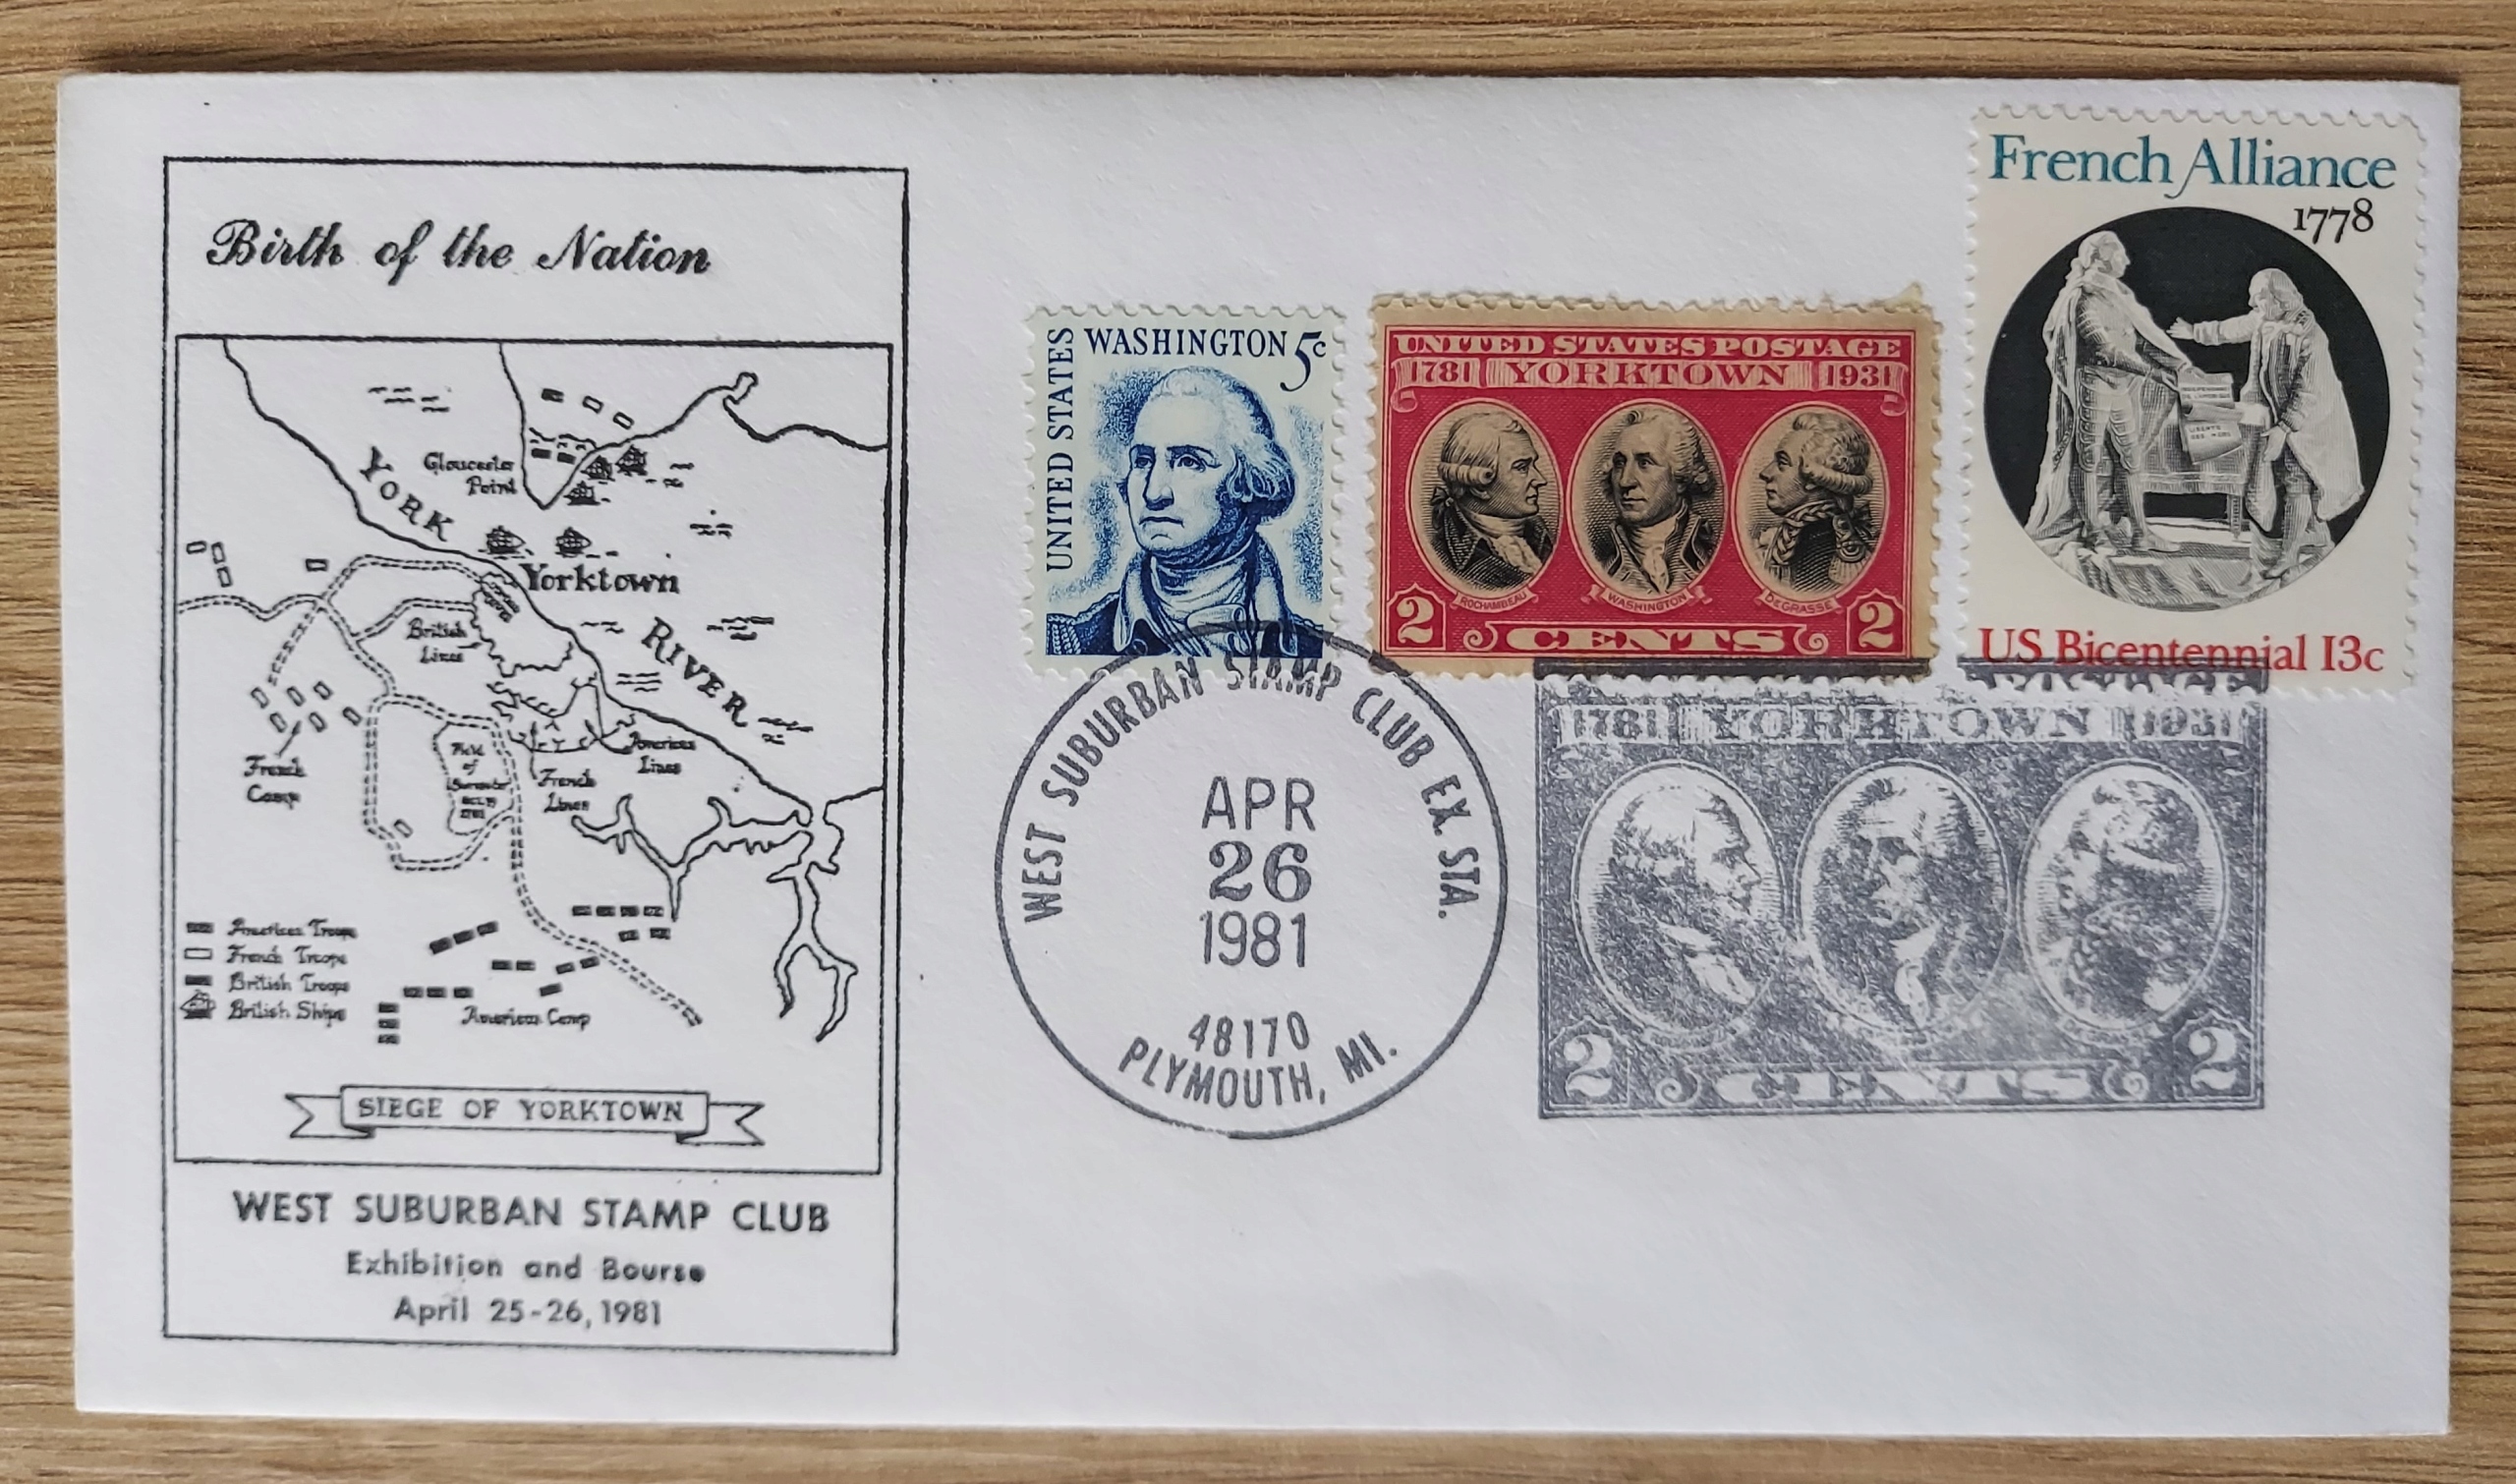 Birth of the Nation
YORK
Gloucester
Point
Yorktown
British
Lines
RIVER
French
Camp
Field
of
French
Lines
American
Lines
American Troops
French Troops
British Troops
British Ships
American Camp
SIEGE OF YORKTOWN
WEST SUBURBAN STAMP CLUB
Exhibition and Bourse
April 25-26, 1981
UNITED STATES
WASHINGTON 5c
UNITED STATES POSTAGE
1781 YORKTOWN 1931
ROCHAMBEAU
WASHINGTON
DE GRASSE
2 CENTS 2
French Alliance
1778
US Bicentennial 13c
WEST SUBURBAN STAMP CLUB EX. STA.
APR
26
1981
48170
PLYMOUTH, MI.
1781 YORKTOWN 1931
2 CENTS 2